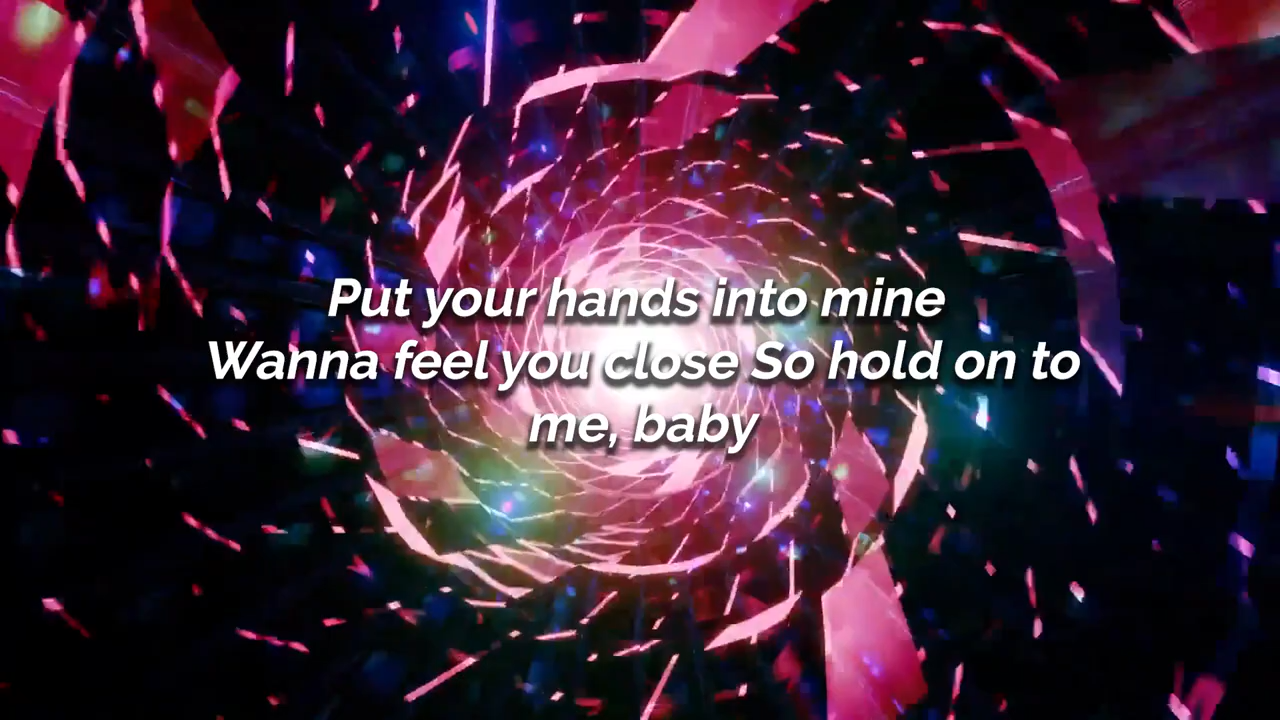 Put your hands into mine
Wanna feel you close So hold on to
me, baby